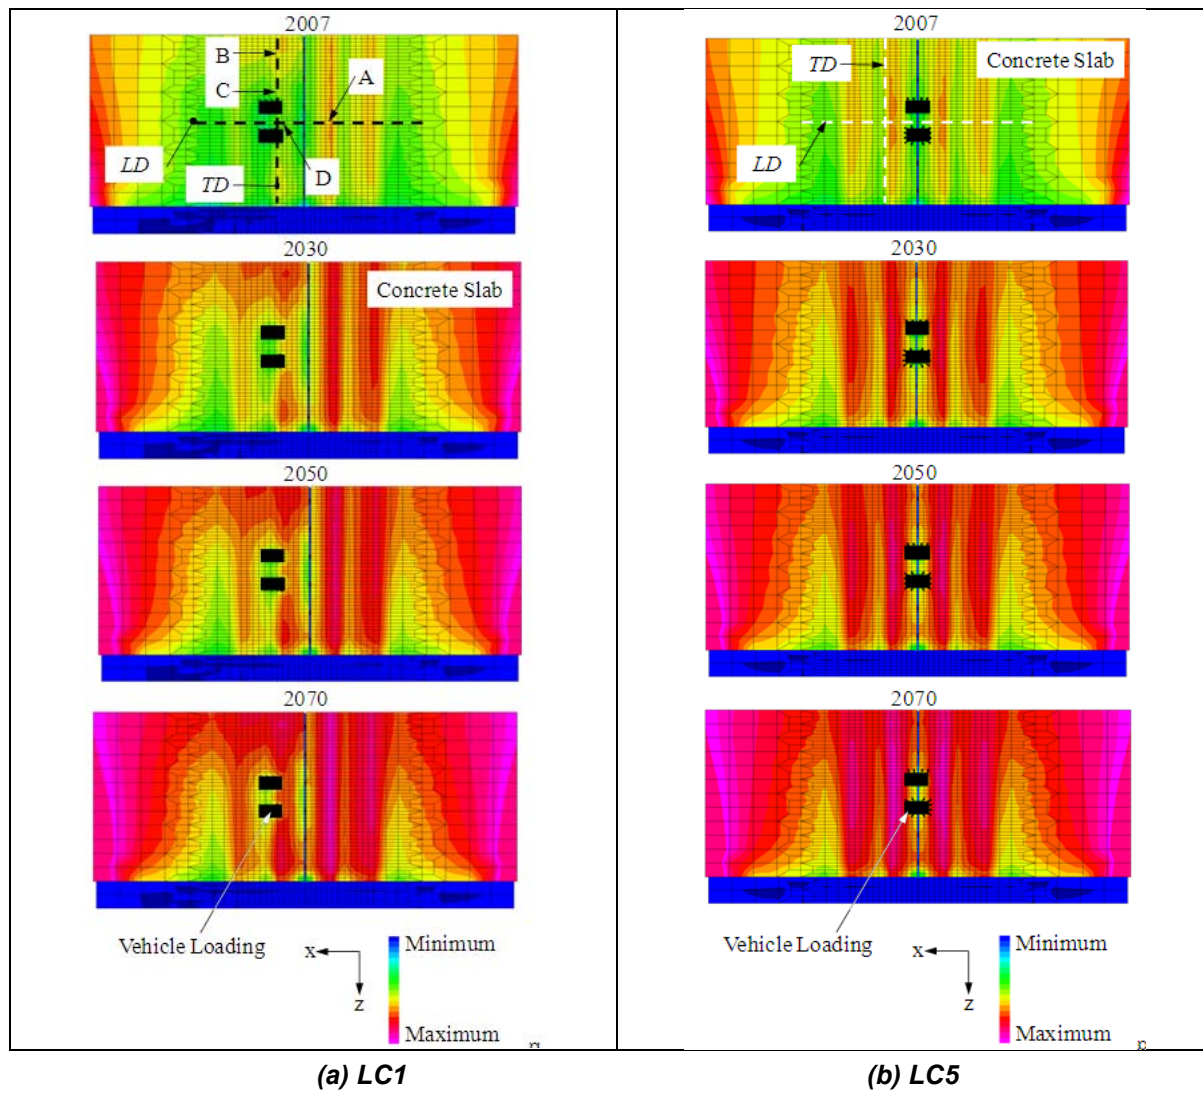 2007
B
C
A
LD
TD
D
2030
Concrete Slab
2050
2070
Vehicle Loading
x
z
Minimum
Maximum
(a) LC1
2007
TD
Concrete Slab
LD
2030
2050
2070
Vehicle Loading
x
z
Minimum
Maximum
(b) LC5